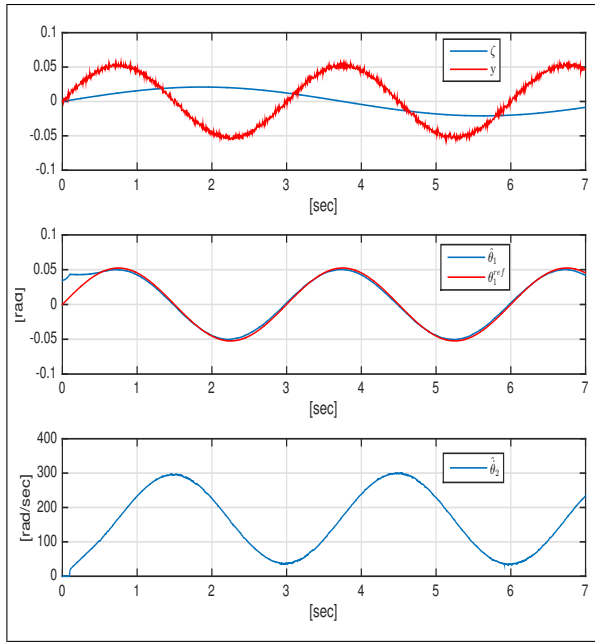 0.1
0.05
0
-0.05
-0.1
ζ
y
0 1 2 3 4 5 6 7
[sec]
0.1
0.05
0
-0.05
-0.1
[rad]
θ̂₁
θ₁ʳᵉᶠ
0 1 2 3 4 5 6 7
[sec]
400
300
200
100
0
[rad/sec]
θ̇̂₂
0 1 2 3 4 5 6 7
[sec]